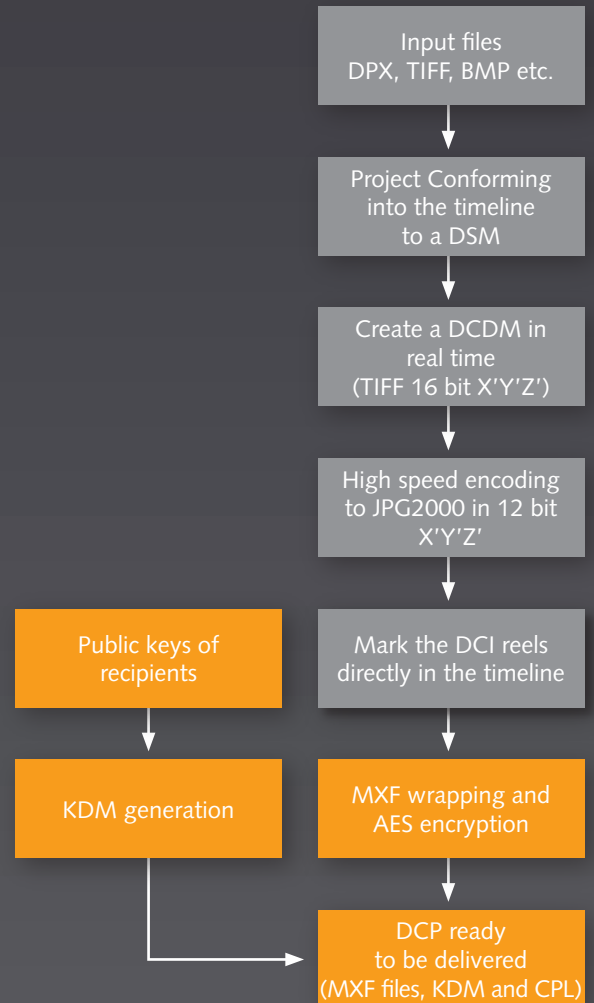 Input files
DPX, TIFF, BMP etc.
Project Conforming
into the timeline
to a DSM
Create a DCDM in
real time
(TIFF 16 bit X'Y'Z')
High speed encoding
to JPG2000 in 12 bit
X'Y'Z'
Public keys of
recipients
Mark the DCI reels
directly in the timeline
KDM generation
MXF wrapping and
AES encryption
DCP ready
to be delivered
(MXF files, KDM and CPL)